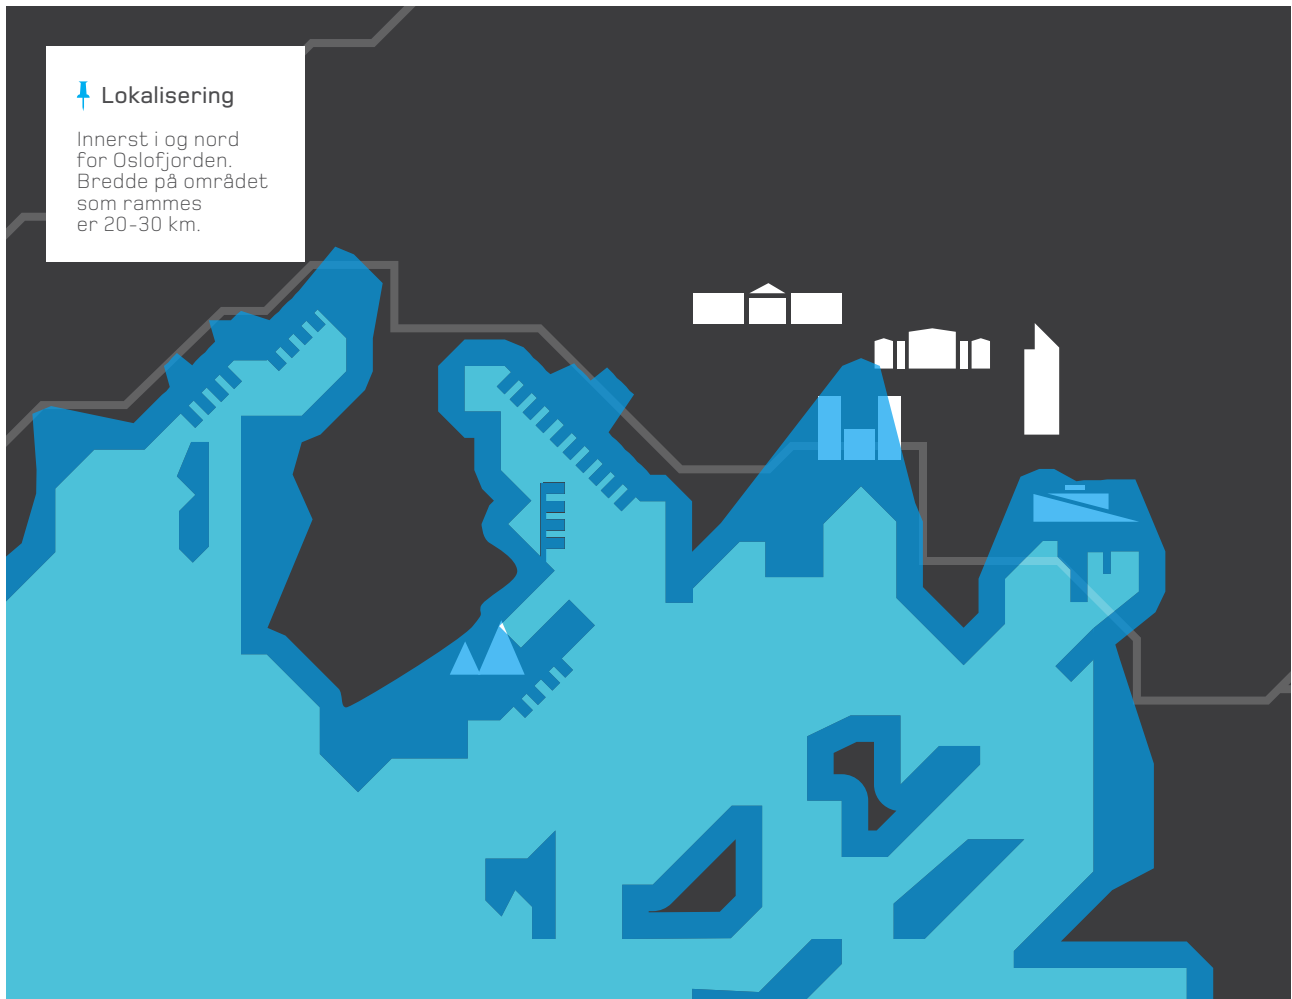 Lokalisering
Innerst i og nord
for Oslofjorden.
Bredde på området
som rammes
er 20-30 km.